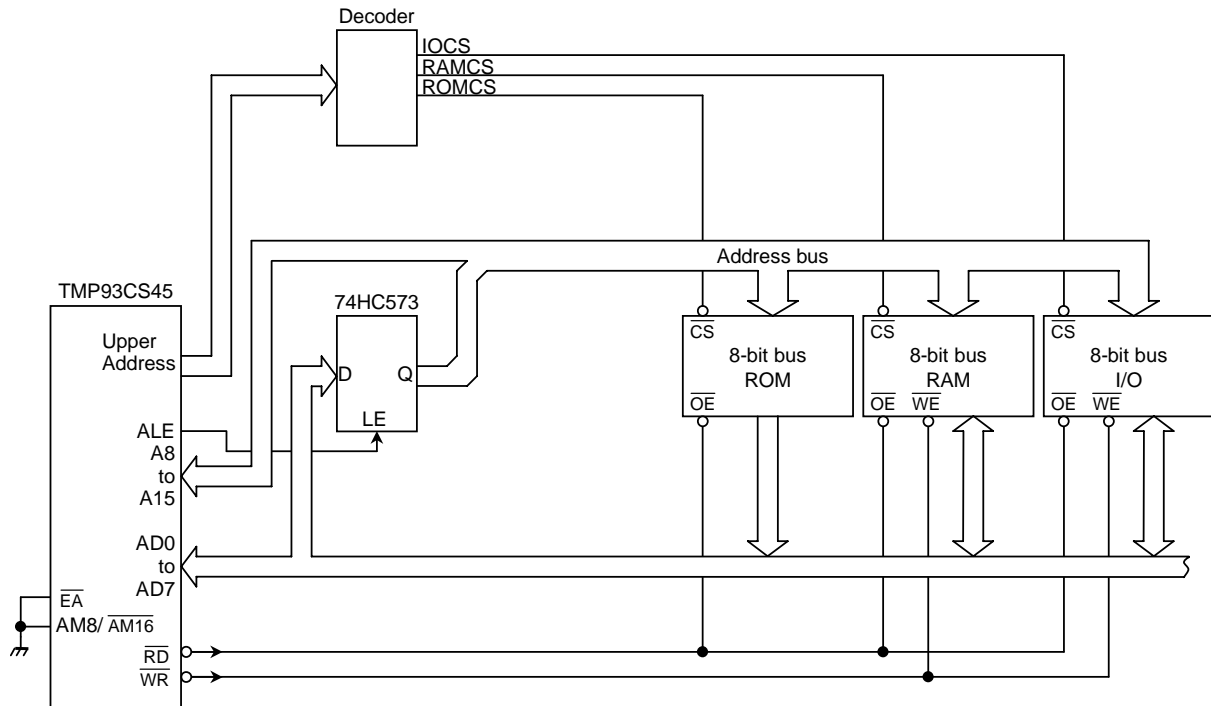 Decoder
IOCS
RAMCS
ROMCS
Address bus
TMP93CS45
Upper
Address
ALE
A8
to
A15
AD0
to
AD7
EA
AM8/ AM16
RD
WR
74HC573
D
Q
LE
CS
8-bit bus
ROM
OE
CS
8-bit bus
RAM
OE
WE
CS
8-bit bus
I/O
OE
WE